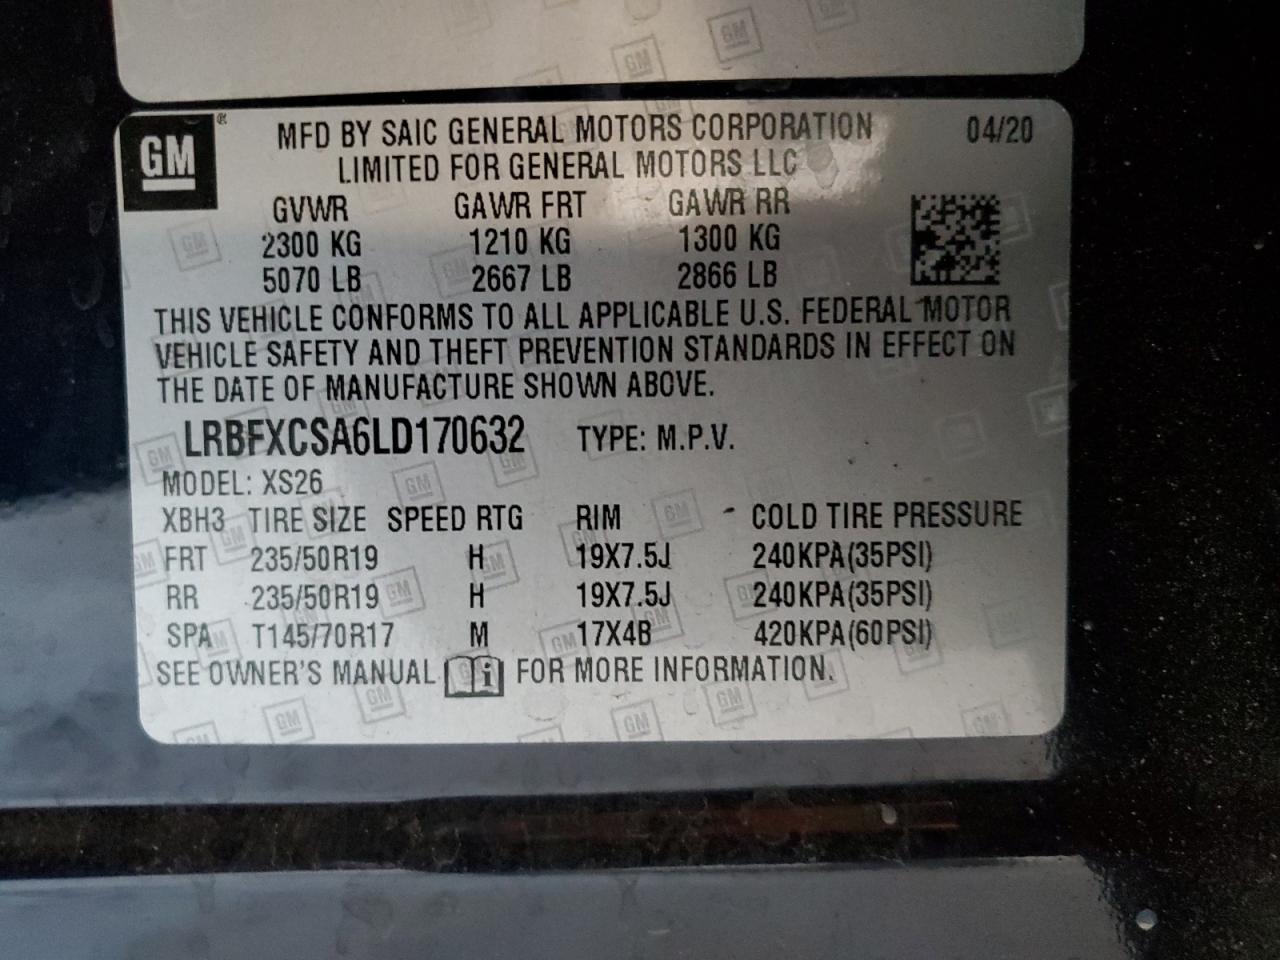 GM ®
MFD BY SAIC GENERAL MOTORS CORPORATION 04/20
LIMITED FOR GENERAL MOTORS LLC
GVWR GAWR FRT GAWR RR
2300 KG 1210 KG 1300 KG
5070 LB 2667 LB 2866 LB
THIS VEHICLE CONFORMS TO ALL APPLICABLE U.S. FEDERAL MOTOR
VEHICLE SAFETY AND THEFT PREVENTION STANDARDS IN EFFECT ON
THE DATE OF MANUFACTURE SHOWN ABOVE.
LRBFXCSA6LD170632 TYPE: M.P.V.
MODEL: XS26
XBH3 TIRE SIZE SPEED RTG RIM COLD TIRE PRESSURE
FRT 235/50R19 H 19X7.5J 240KPA(35PSI)
RR 235/50R19 H 19X7.5J 240KPA(35PSI)
SPA T145/70R17 M 17X4B 420KPA(60PSI)
SEE OWNER'S MANUAL i FOR MORE INFORMATION.